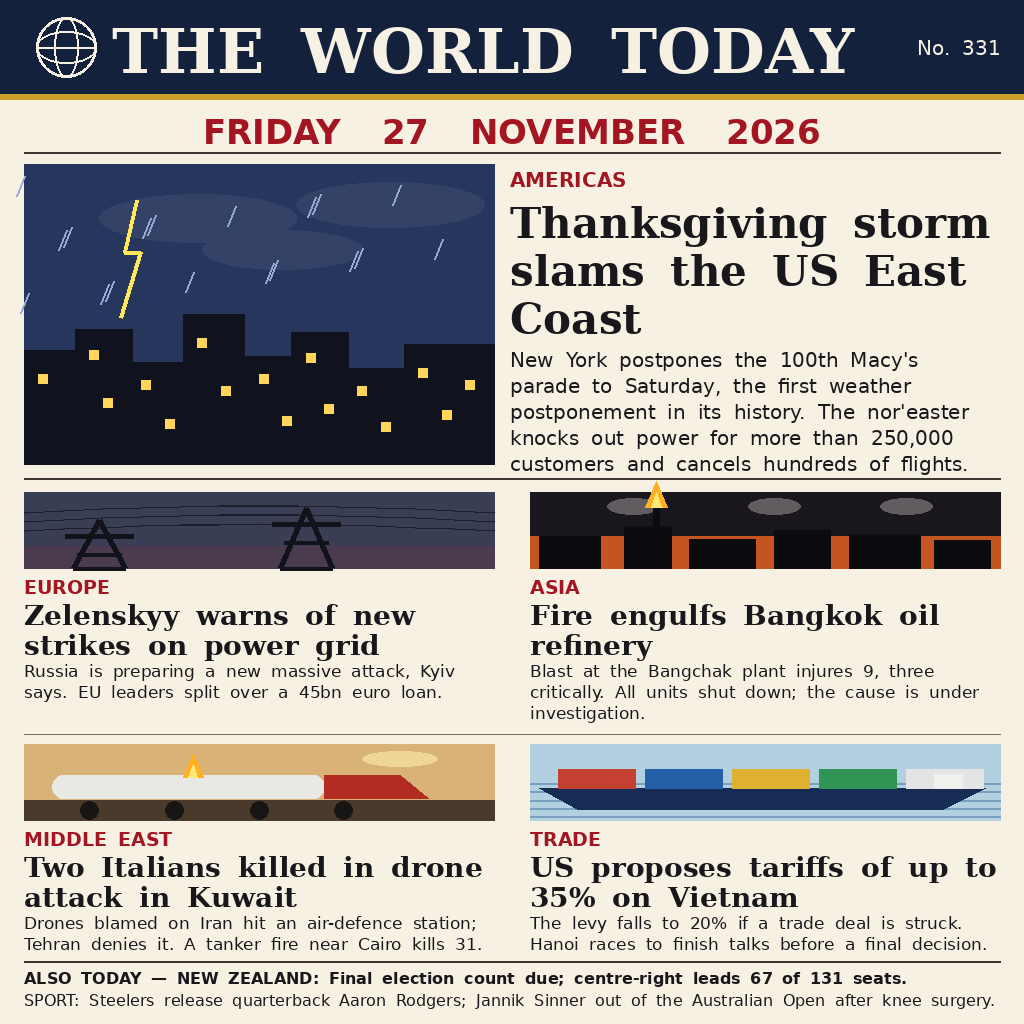 THE WORLD TODAY
No. 331
FRIDAY 27 NOVEMBER 2026
AMERICAS
Thanksgiving storm
slams the US East
Coast
New York postpones the 100th Macy's
parade to Saturday, the first weather
postponement in its history. The nor'easter
knocks out power for more than 250,000
customers and cancels hundreds of flights.
EUROPE
Zelenskyy warns of new
strikes on power grid
Russia is preparing a new massive attack, Kyiv
says. EU leaders split over a 45bn euro loan.
ASIA
Fire engulfs Bangkok oil
refinery
Blast at the Bangchak plant injures 9, three
critically. All units shut down; the cause is under
investigation.
MIDDLE EAST
Two Italians killed in drone
attack in Kuwait
Drones blamed on Iran hit an air-defence station;
Tehran denies it. A tanker fire near Cairo kills 31.
TRADE
US proposes tariffs of up to
35% on Vietnam
The levy falls to 20% if a trade deal is struck.
Hanoi races to finish talks before a final decision.
ALSO TODAY — NEW ZEALAND: Final election count due; centre-right leads 67 of 131 seats.
SPORT: Steelers release quarterback Aaron Rodgers; Jannik Sinner out of the Australian Open after knee surgery.